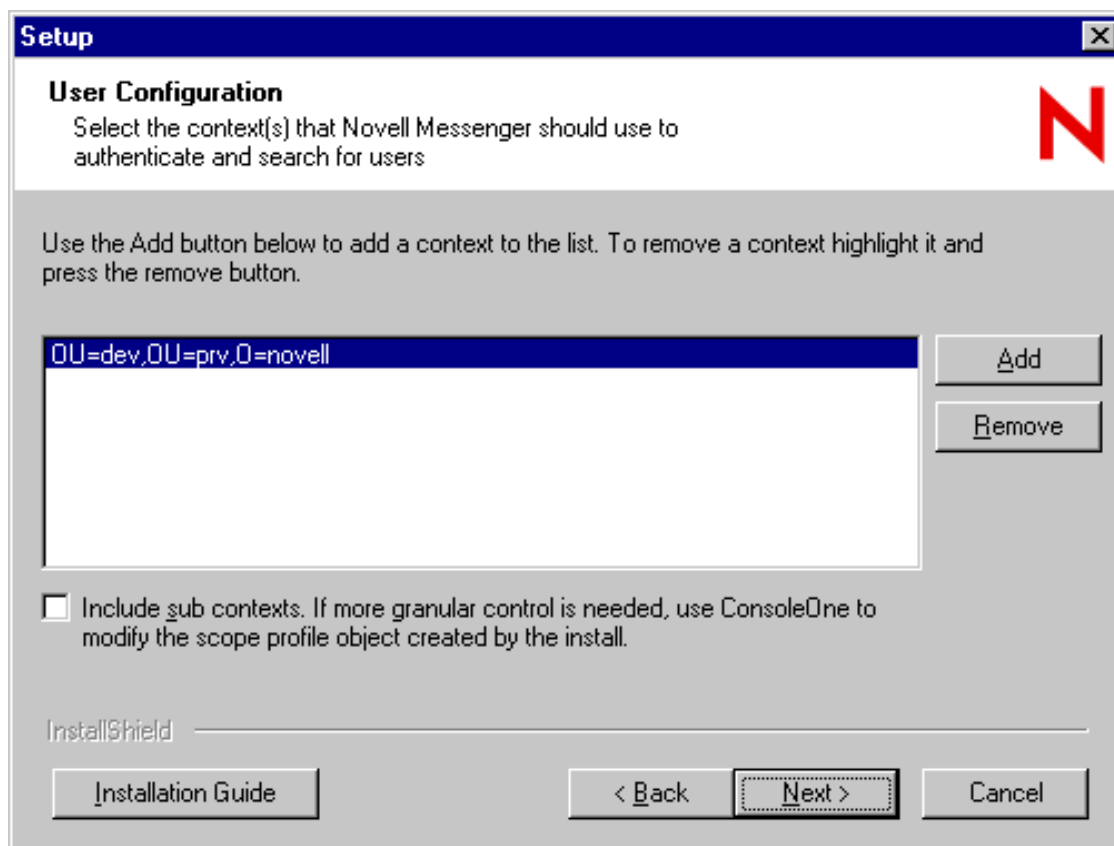 Setup
User Configuration
Select the context(s) that Novell Messenger should use to
authenticate and search for users
N
Use the Add button below to add a context to the list. To remove a context highlight it and
press the remove button.
OU=dev,OU=prv,O=novell
Add
Remove
Include sub contexts. If more granular control is needed, use ConsoleOne to
modify the scope profile object created by the install.
InstallShield
Installation Guide
< Back
Next >
Cancel